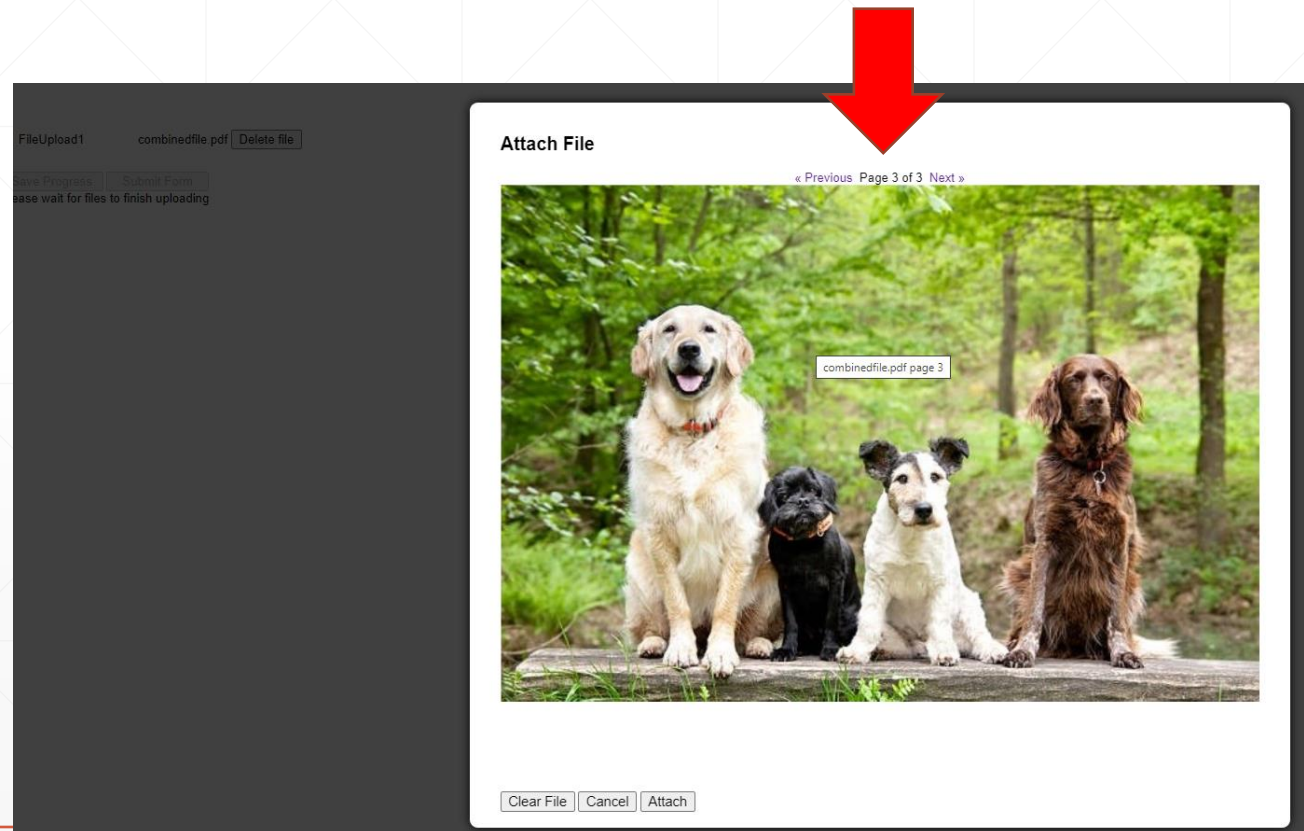 FileUpload1 combinedfile.pdf Delete file
Save Progress Submit Form
ease wait for files to finish uploading
Attach File
« Previous Page 3 of 3 Next »
combinedfile.pdf page 3
Clear File Cancel Attach